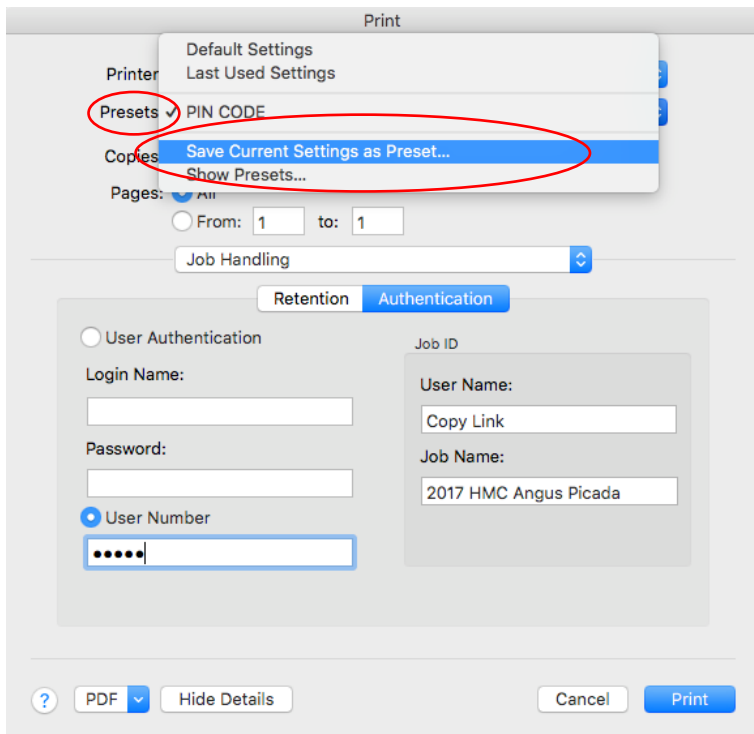 Print
Default Settings
Printer Last Used Settings
Presets ✓ PIN CODE
Copies Save Current Settings as Preset...
Show Presets...
Pages: All
From: 1 to: 1
Job Handling
Retention Authentication
User Authentication
Job ID
Login Name:
User Name:
Copy Link
Password:
Job Name:
2017 HMC Angus Picada
User Number
•••••
? PDF Hide Details Cancel Print